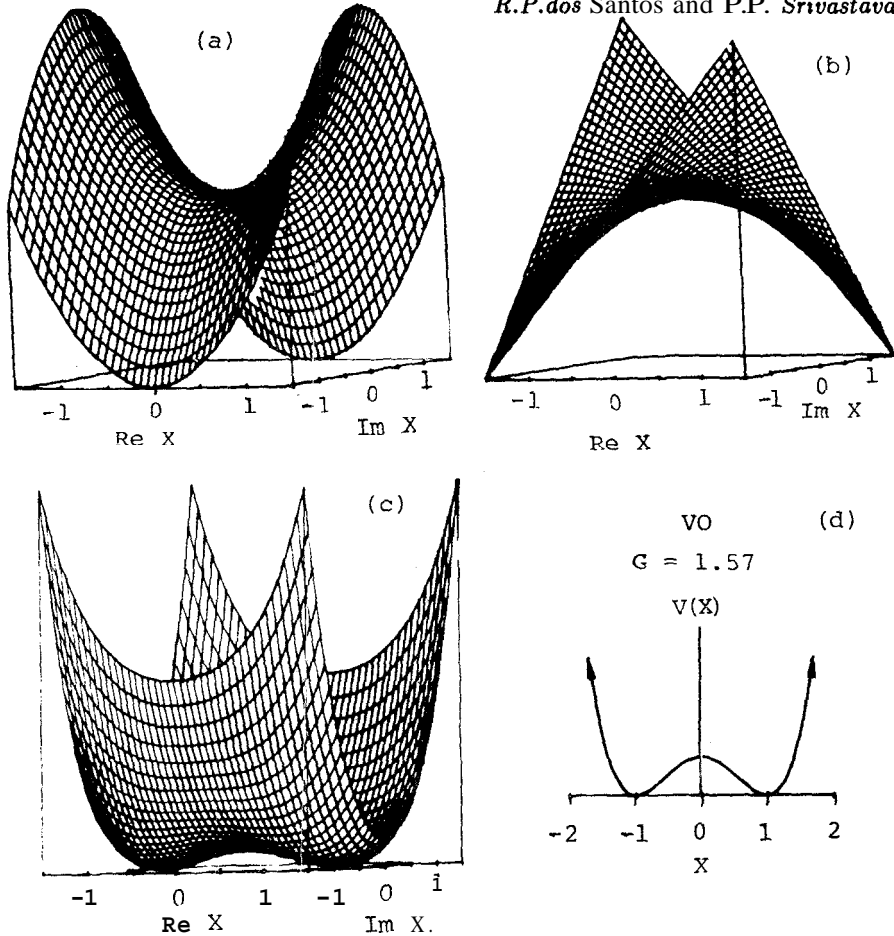 R.P.dos Santos and P.P. Srivastava
(a)
-1 0 1 -1 0 1
Re X Im X
(b)
-1 0 1 -1 0 1
Re X Im X
(c)
-1 0 1 -1 0 1
Re X Im X.
(d)
VO
G = 1.57
V(X)
-2 -1 0 1 2
X